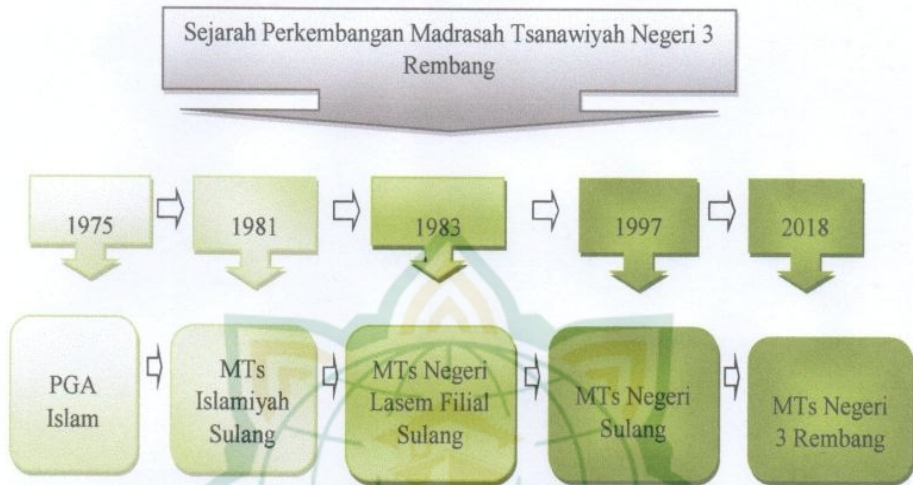 Sejarah Perkembangan Madrasah Tsanawiyah Negeri 3
Rembang
1975
1981
1983
1997
2018
PGA
Islam
MTs
Islamiyah
Sulang
MTs Negeri
Lasem Filial
Sulang
MTs Negeri
Sulang
MTs Negeri
3 Rembang